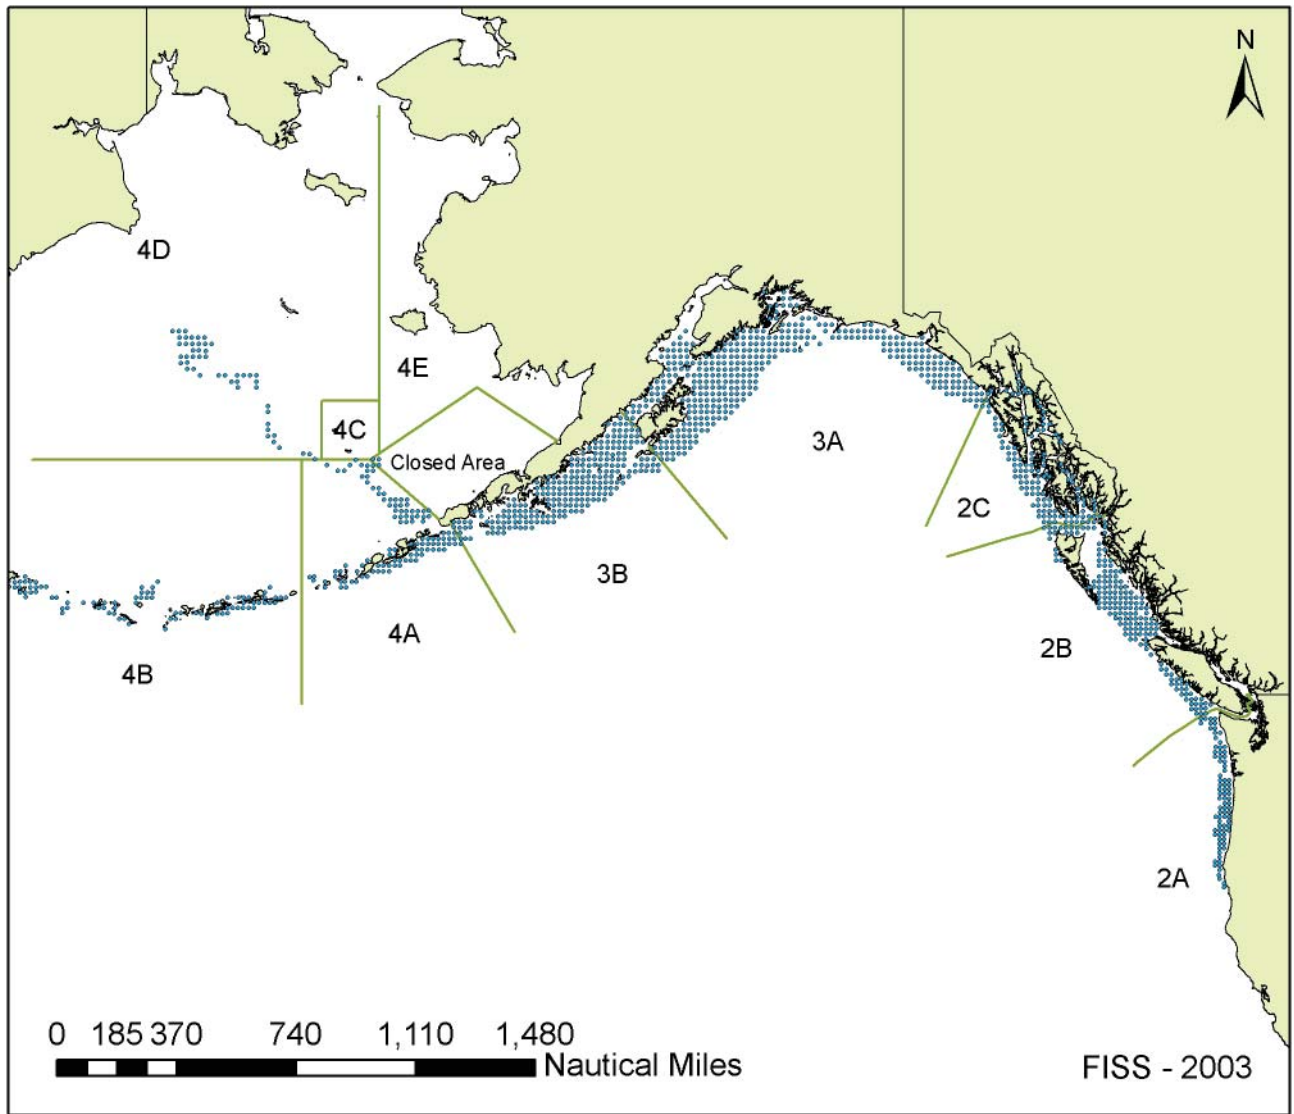 N
4D
4E
4C
Closed Area
3A
2C
3B
4A
2B
4B
2A
0 185 370 740 1,110 1,480
Nautical Miles
FISS - 2003